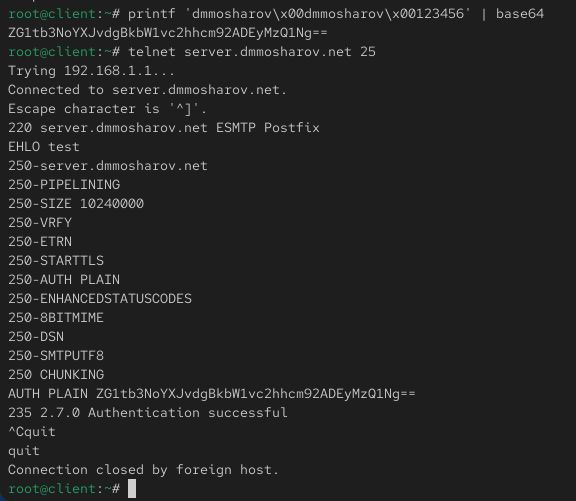 root@client:~# printf 'dmmosharov\x00dmmosharov\x00123456' | base64
ZG1tb3NoYXJvdgBkbW1vc2hhcm92ADEyMzQ1Ng==
root@client:~# telnet server.dmmosharov.net 25
Trying 192.168.1.1...
Connected to server.dmmosharov.net.
Escape character is '^]'.
220 server.dmmosharov.net ESMTP Postfix
EHLO test
250-server.dmmosharov.net
250-PIPELINING
250-SIZE 10240000
250-VRFY
250-ETRN
250-STARTTLS
250-AUTH PLAIN
250-ENHANCEDSTATUSCODES
250-8BITMIME
250-DSN
250-SMTPUTF8
250 CHUNKING
AUTH PLAIN ZG1tb3NoYXJvdgBkbW1vc2hhcm92ADEyMzQ1Ng==
235 2.7.0 Authentication successful
^Cquit
quit
Connection closed by foreign host.
root@client:~#